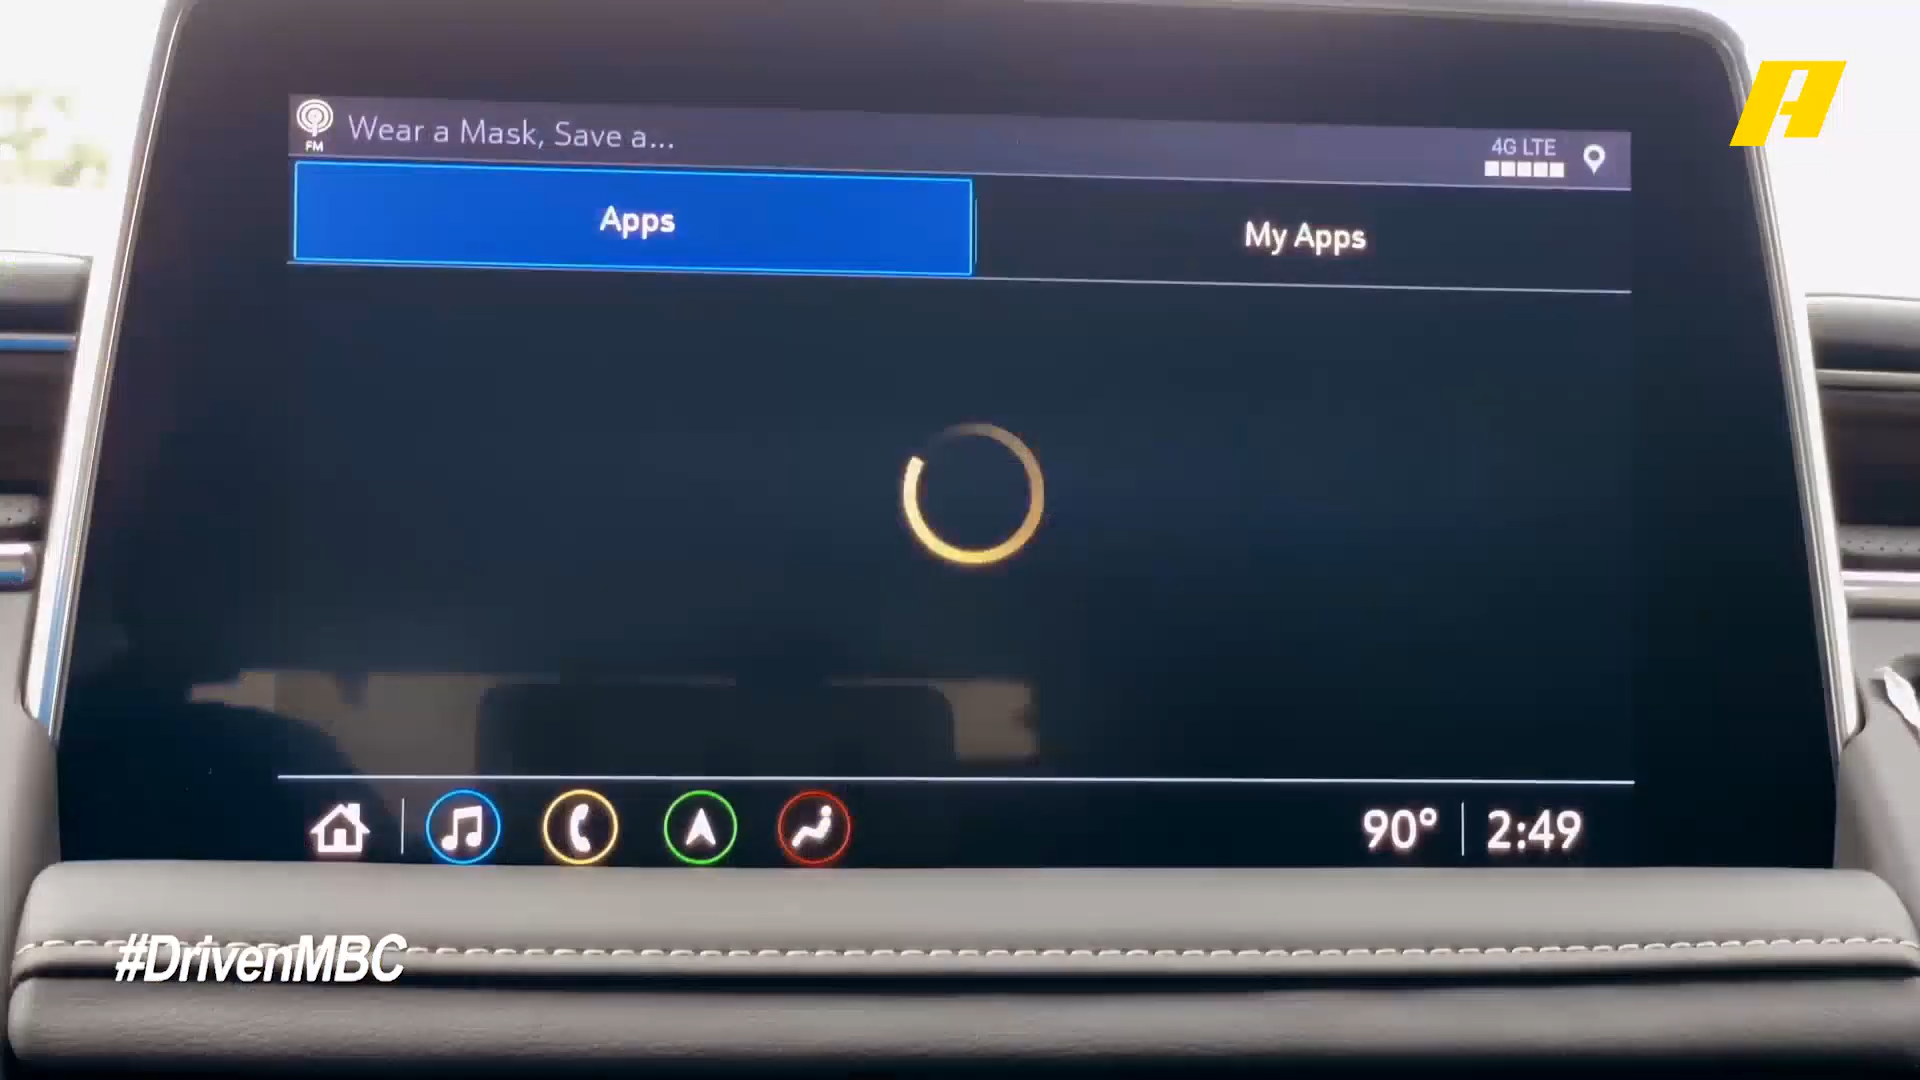 FM
Wear a Mask, Save a...
4G LTE
Apps
My Apps
90°
2:49
#DrivenMBC